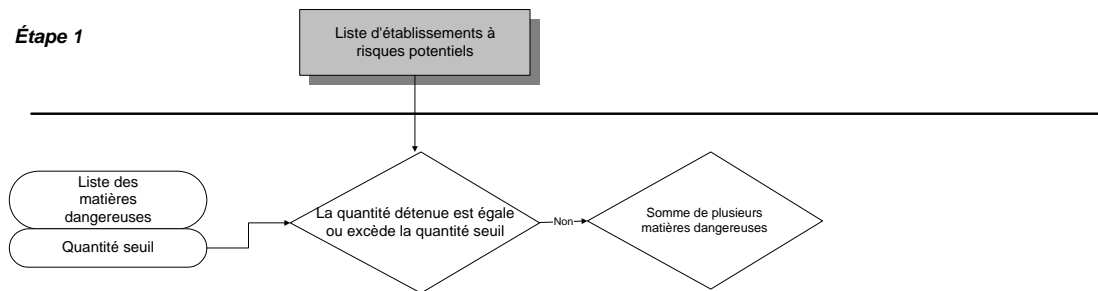 Étape 1
Liste d'établissements à
risques potentiels
Liste des
matières
dangereuses
Quantité seuil
La quantité détenue est égale
ou excède la quantité seuil
Non
Somme de plusieurs
matières dangereuses